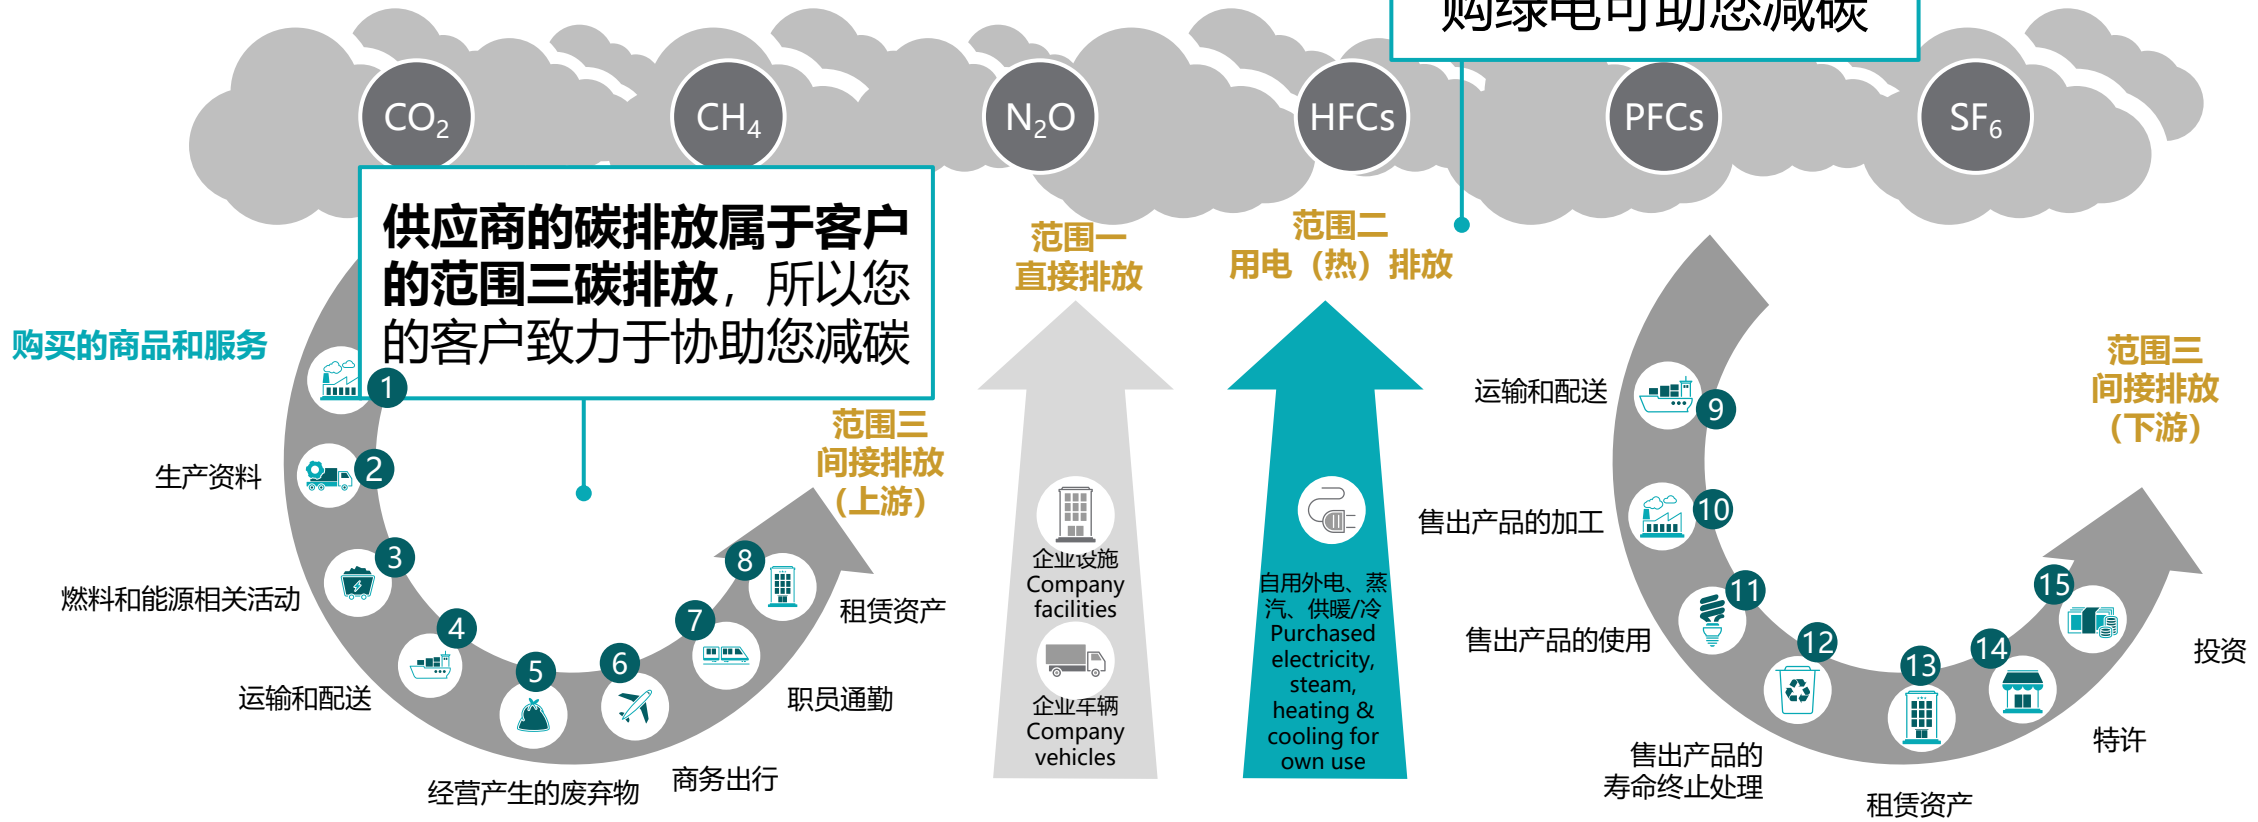 购绿电可助您减碳
CO₂
CH₄
N₂O
HFCs
PFCs
SF₆
供应商的碳排放属于客户
的范围三碳排放，所以您
的客户致力于协助您减碳
购买的商品和服务
1
生产资料
2
燃料和能源相关活动
3
运输和配送
4
经营产生的废弃物
5
商务出行
6
职员通勤
7
租赁资产
8
范围三
间接排放
（上游）
范围一
直接排放
企业设施
Company
facilities
企业车辆
Company
vehicles
范围二
用电（热）排放
自用外电、蒸
汽、供暖/冷
Purchased
electricity,
steam,
heating &
cooling for
own use
运输和配送
9
售出产品的加工
10
售出产品的使用
11
售出产品的
寿命终止处理
12
租赁资产
13
特许
14
投资
15
范围三
间接排放
（下游）